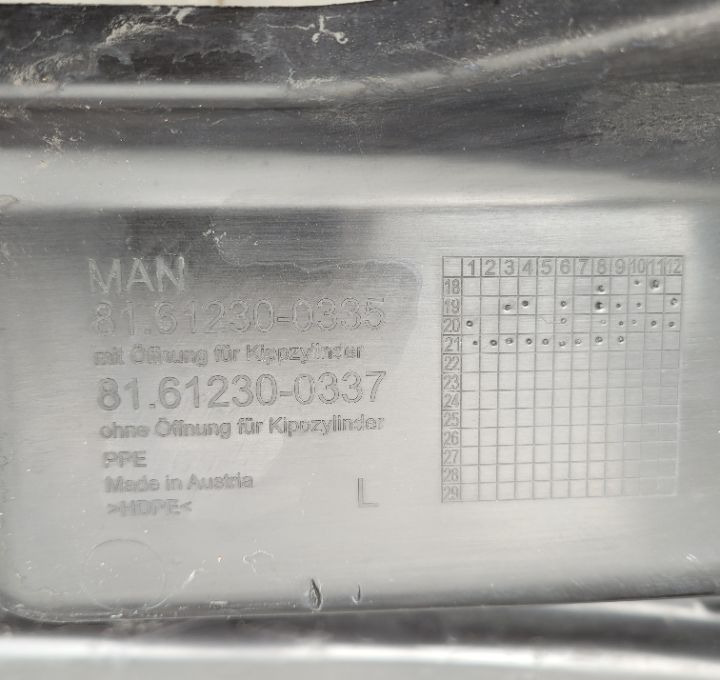 MAN
81.61230-0335
mit Öffnung für Kippzylinder
81.61230-0337
ohne Öffnung für Kippzylinder
PPE
Made in Austria
>HDPE<
L
1 2 3 4 5 6 7 8 9 10 11 12
18
19
20
21
22
23
24
25
26
27
28
29